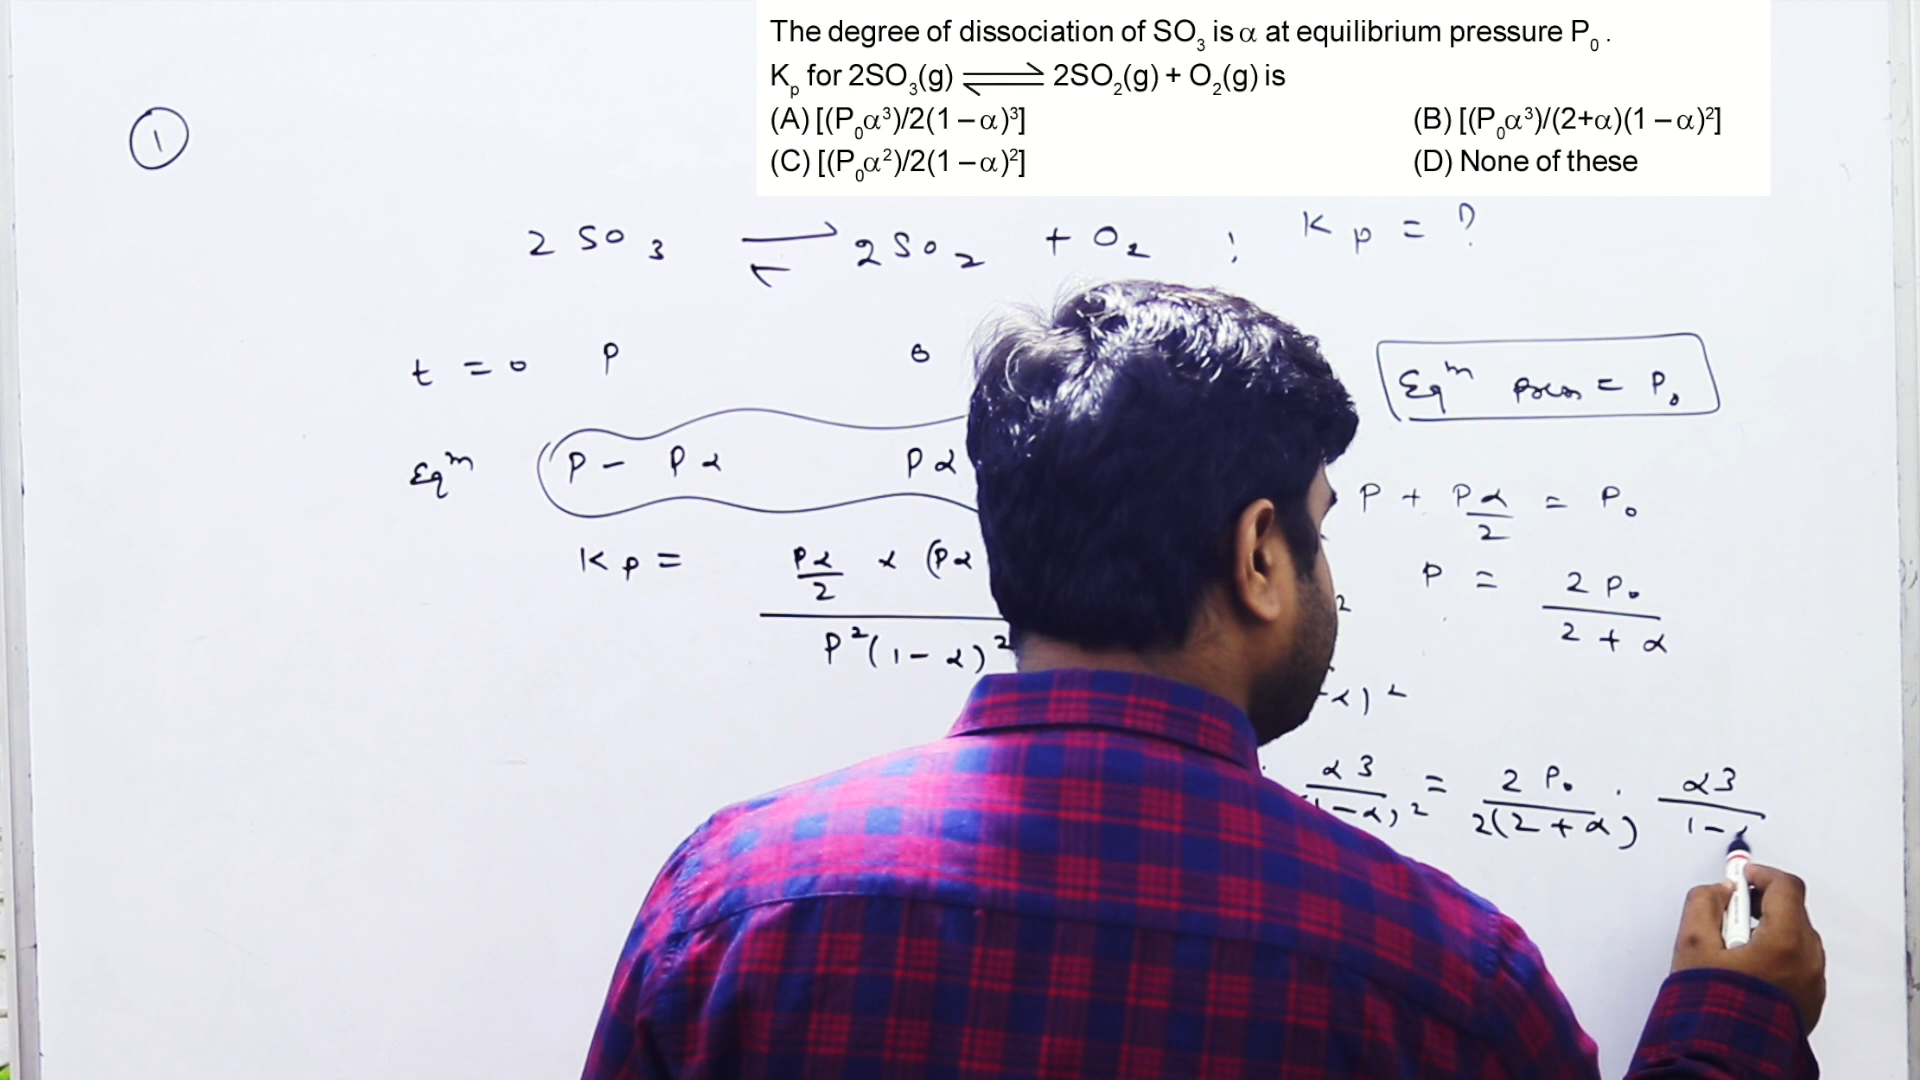 The degree of dissociation of SO₃ is α at equilibrium pressure P₀ .
Kₚ for 2SO₃(g) ⇌ 2SO₂(g) + O₂(g) is
(A) [(P₀α³)/2(1 – α)³] (B) [(P₀α³)/(2+α)(1 – α)²]
(C) [(P₀α²)/2(1 – α)²] (D) None of these
1
2 SO₃ ⇌ 2SO₂ + O₂ ; Kp = ?
t = 0 P 0
Eqᵐ pres = P₀
Eqᵐ P – Pα Pα
P + Pα/2 = P₀
Kp = Pα/2 × (Pα
P²(1 – α)²
2
P = 2P₀/2 + α
α)²
α3/(1–α)² = 2P₀/2(2+α) . α3/1–